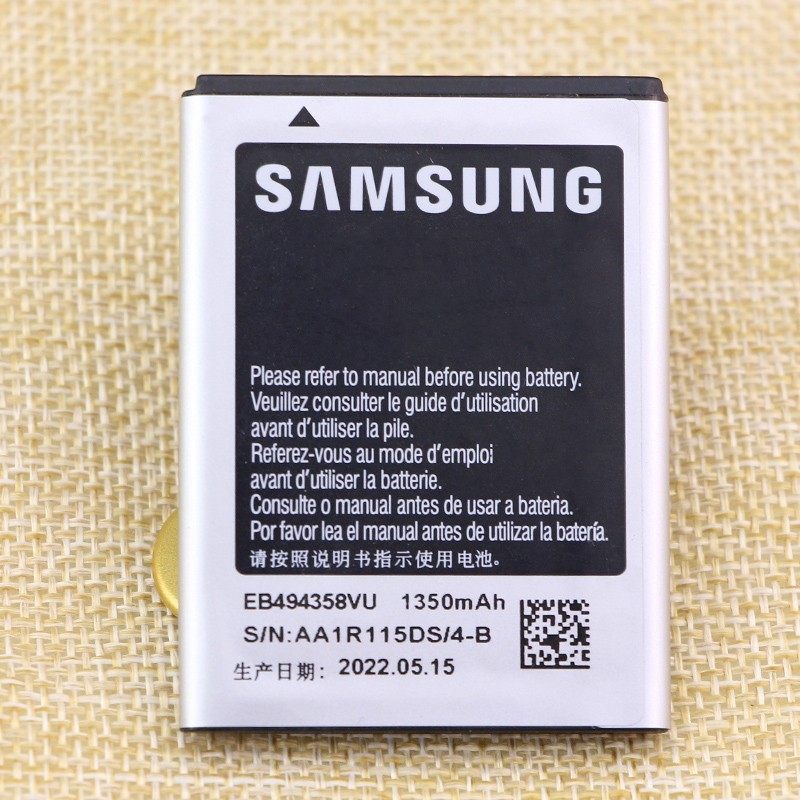 SAMSUNG
Please refer to manual before using battery.
Veuillez consulter le guide d'utilisation
avant d'utiliser la pile.
Referez-vous au mode d'emploi
avant d'utiliser la batterie.
Consulte o manual antes de usar a bateria.
Por favor lea el manual antes de utilizar la batería.
请按照说明书指示使用电池。
EB494358VU 1350mAh
S/N:AA1R115DS/4-B
生产日期: 2022.05.15